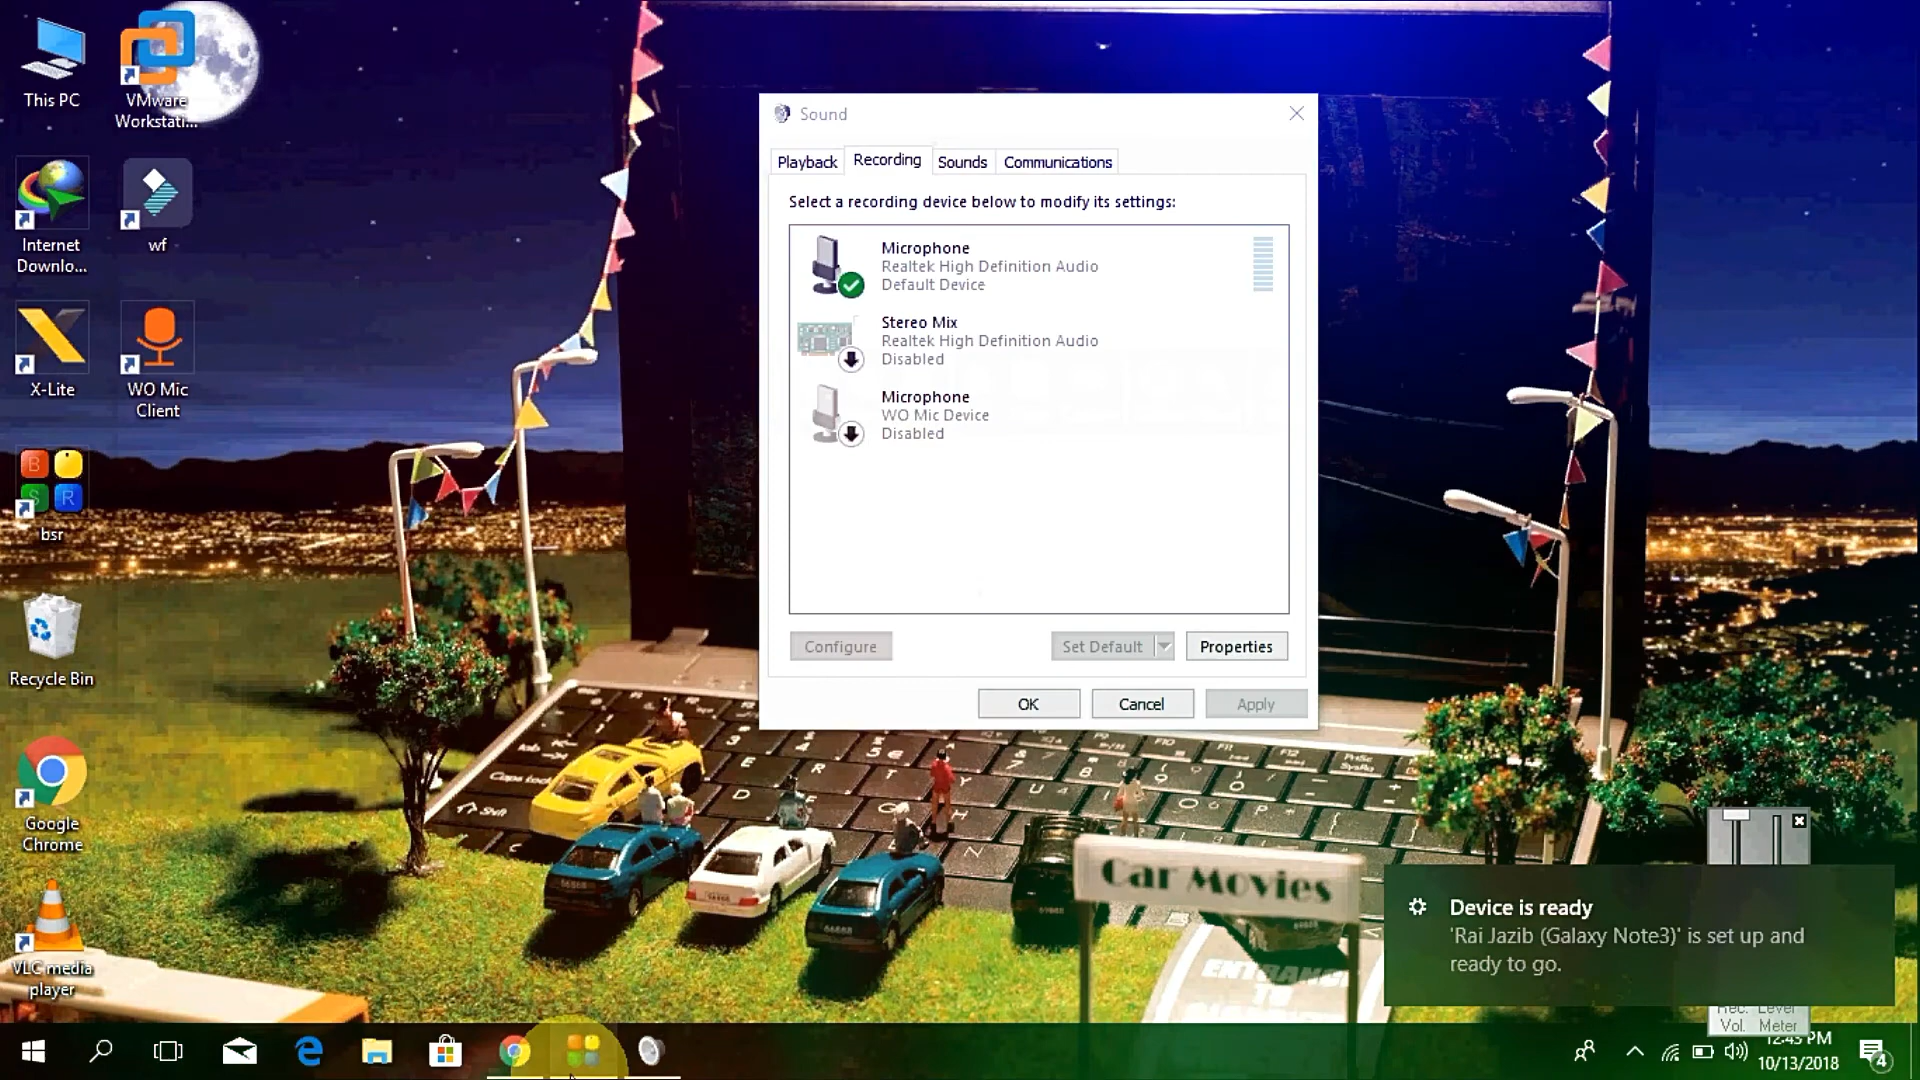 This PC
VMware
Workstati...
Internet
Downlo...
wf
X-Lite
WO Mic
Client
bsr
Recycle Bin
Google
Chrome
VLC media
player
Sound
Playback
Recording
Sounds
Communications
Select a recording device below to modify its settings:
Microphone
Realtek High Definition Audio
Default Device
Stereo Mix
Realtek High Definition Audio
Disabled
Microphone
WO Mic Device
Disabled
Configure
Set Default
Properties
OK
Cancel
Apply
Car Movies
Device is ready
'Rai Jazib (Galaxy Note3)' is set up and
ready to go.
Rec. Level
Vol. Meter
12:43 PM
10/13/2018
4